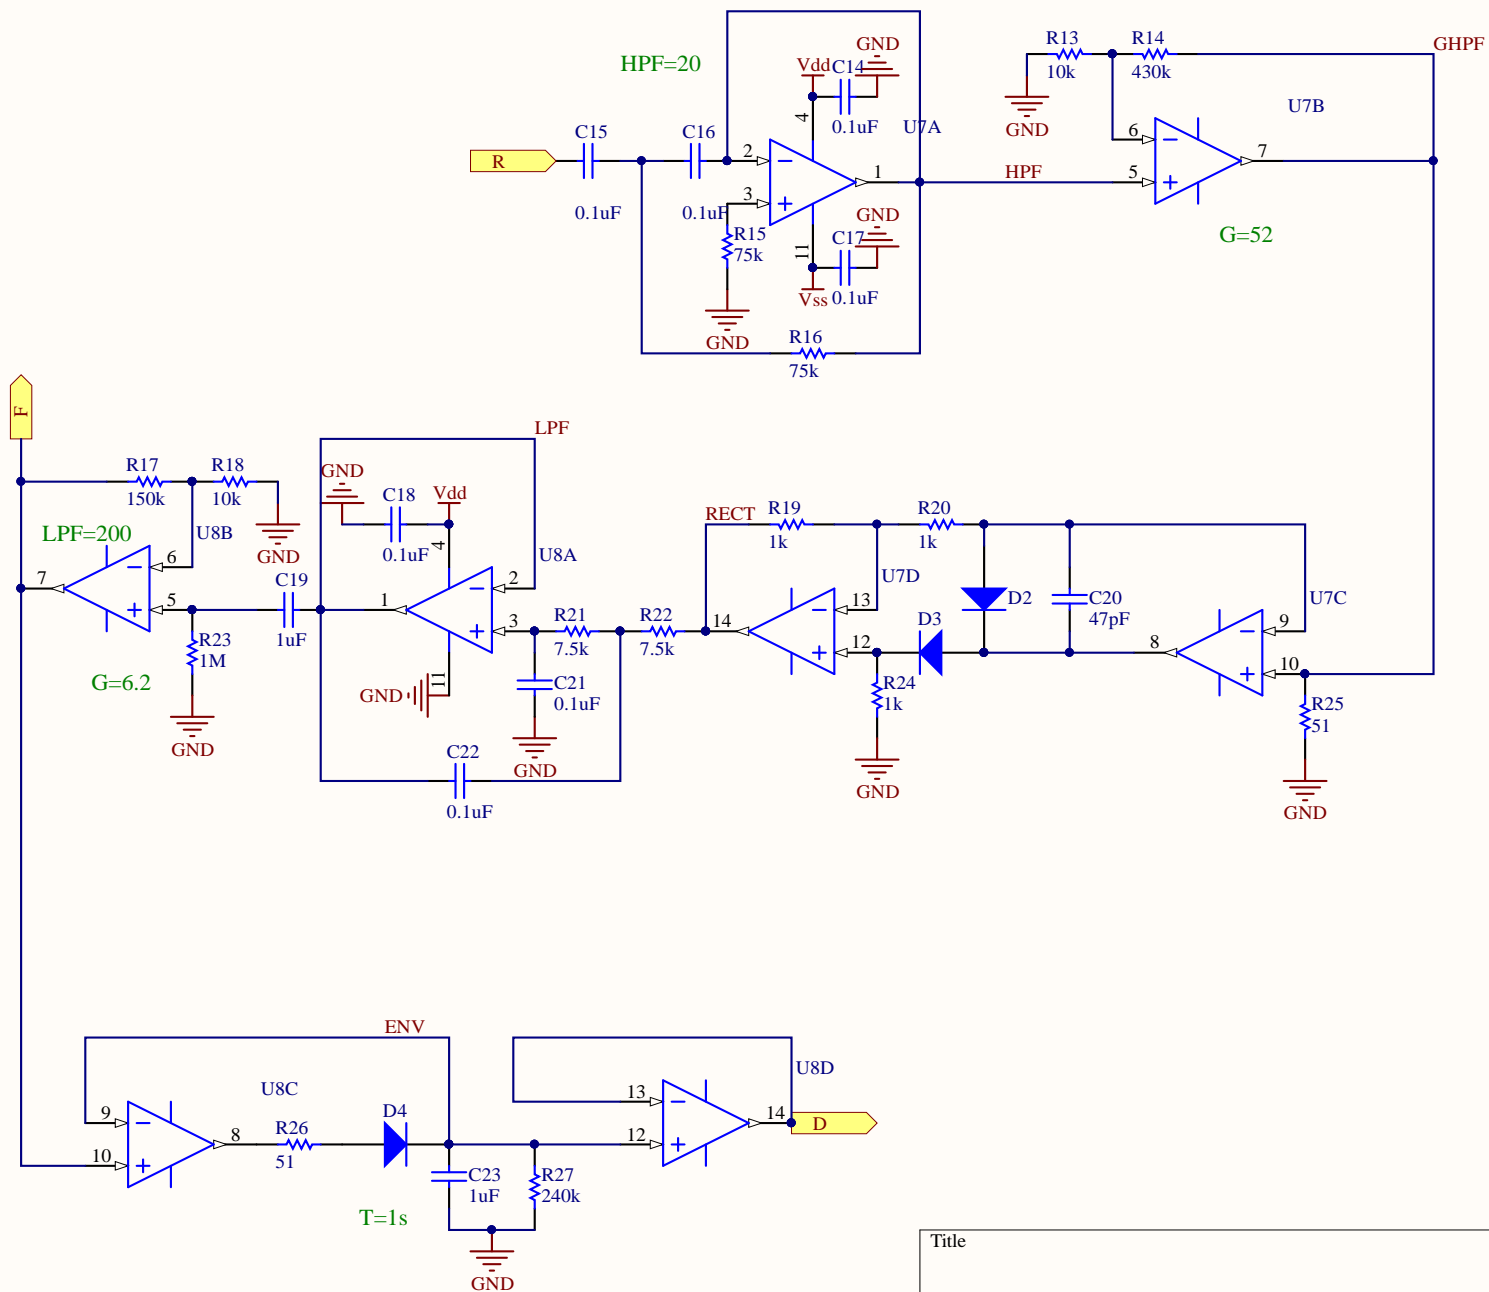 HPF=20
GND
Vdd
C14
0.1uF
4
U7A
C15
0.1uF
C16
0.1uF
R
2
3
1
R15
75k
GND
11
GND
C17
0.1uF
Vss
R16
75k
HPF
R13
10k
R14
430k
GHPF
GND
U7B
6
5
7
G=52
F
R17
150k
R18
10k
GND
LPF=200
U8B
6
7
5
C19
1uF
R23
1M
G=6.2
GND
LPF
GND
C18
0.1uF
Vdd
4
U8A
2
1
3
11
GND
R21
7.5k
R22
7.5k
C21
0.1uF
GND
C22
0.1uF
RECT
R19
1k
R20
1k
U7D
13
14
12
D2
D3
C20
47pF
R24
1k
GND
U7C
9
8
10
R25
51
GND
ENV
U8C
9
10
8
R26
51
D4
C23
1uF
R27
240k
T=1s
GND
U8D
13
12
14
D
Title